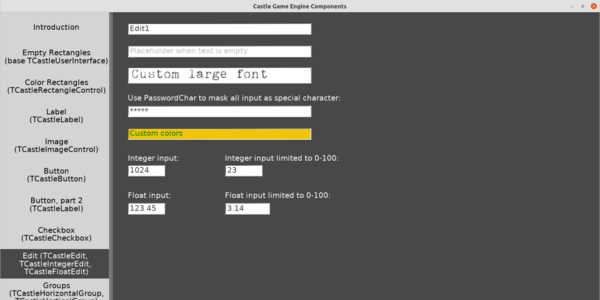 Castle Game Engine Components
Introduction
Empty Rectangles
(base TCastleUserInterface)
Color Rectangles
(TCastleRectangleControl)
Label
(TCastleLabel)
Image
(TCastleImageControl)
Button
(TCastleButton)
Button, part 2
(TCastleLabel)
Checkbox
(TCastleCheckbox)
Edit (TCastleEdit,
TCastleIntegerEdit,
TCastleFloatEdit)
Groups
(TCastleHorizontalGroup,
Edit1
Placeholder when text is empty
Custom large font
Use PasswordChar to mask all input as special character:
*****
Custom colors
Integer input:
Integer input limited to 0-100:
1024
23
Float input:
Float input limited to 0-100:
123.45
3.14